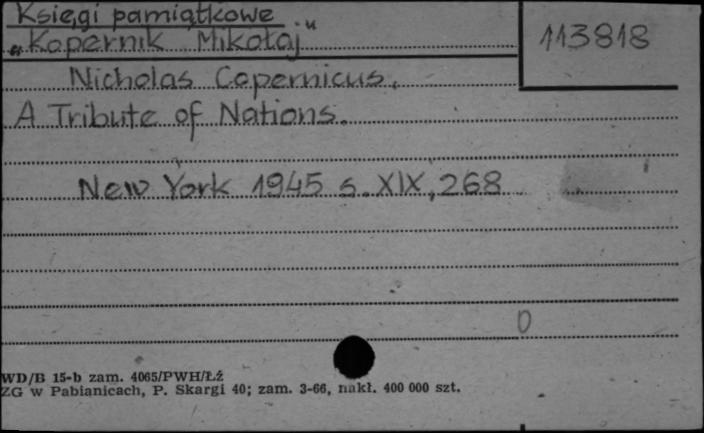 Księgi pamiątkowe
„Kopernik Mikołaj"
113818
Nicholas Copernicus.
A Tribute of Nations.
New York 1945 s. XIX, 268
0
WD/B 15-b zam. 4065/PWH/Łź
ZG w Pabianicach, P. Skargi 40; zam. 3-66, nakł. 400 000 szt.